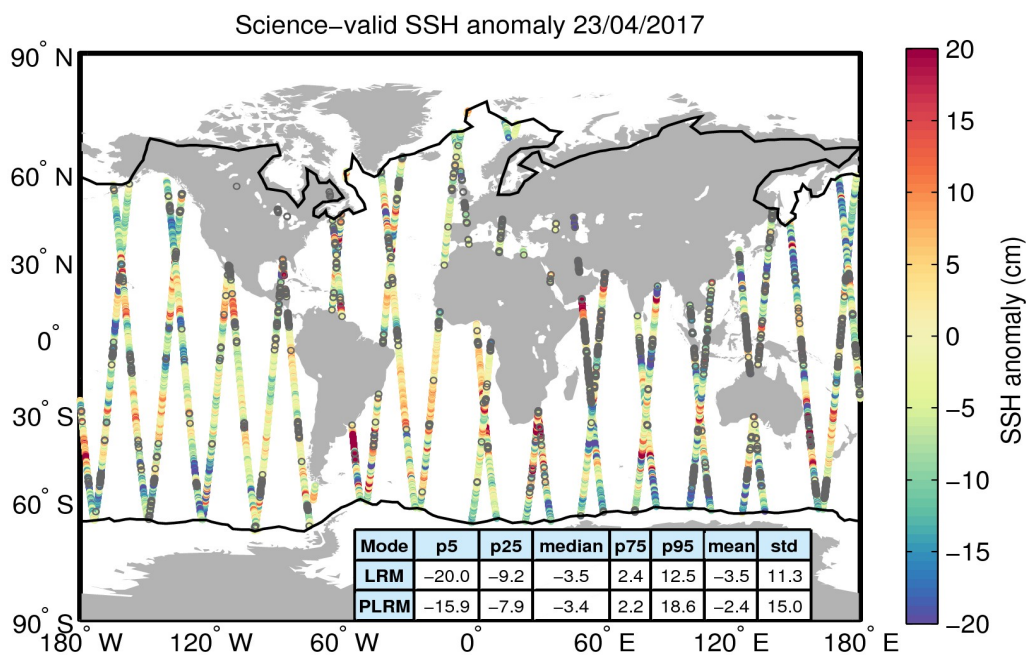 Science−valid SSH anomaly 23/04/2017
90° N
60° N
30° N
0°
30° S
60° S
90° S
180° W
120° W
60° W
0°
60° E
120° E
180° E
20
15
10
5
0
−5
−10
−15
−20
SSH anomaly (cm)
Mode p5 p25 median p75 p95 mean std
LRM −20.0 −9.2 −3.5 2.4 12.5 −3.5 11.3
PLRM −15.9 −7.9 −3.4 2.2 18.6 −2.4 15.0